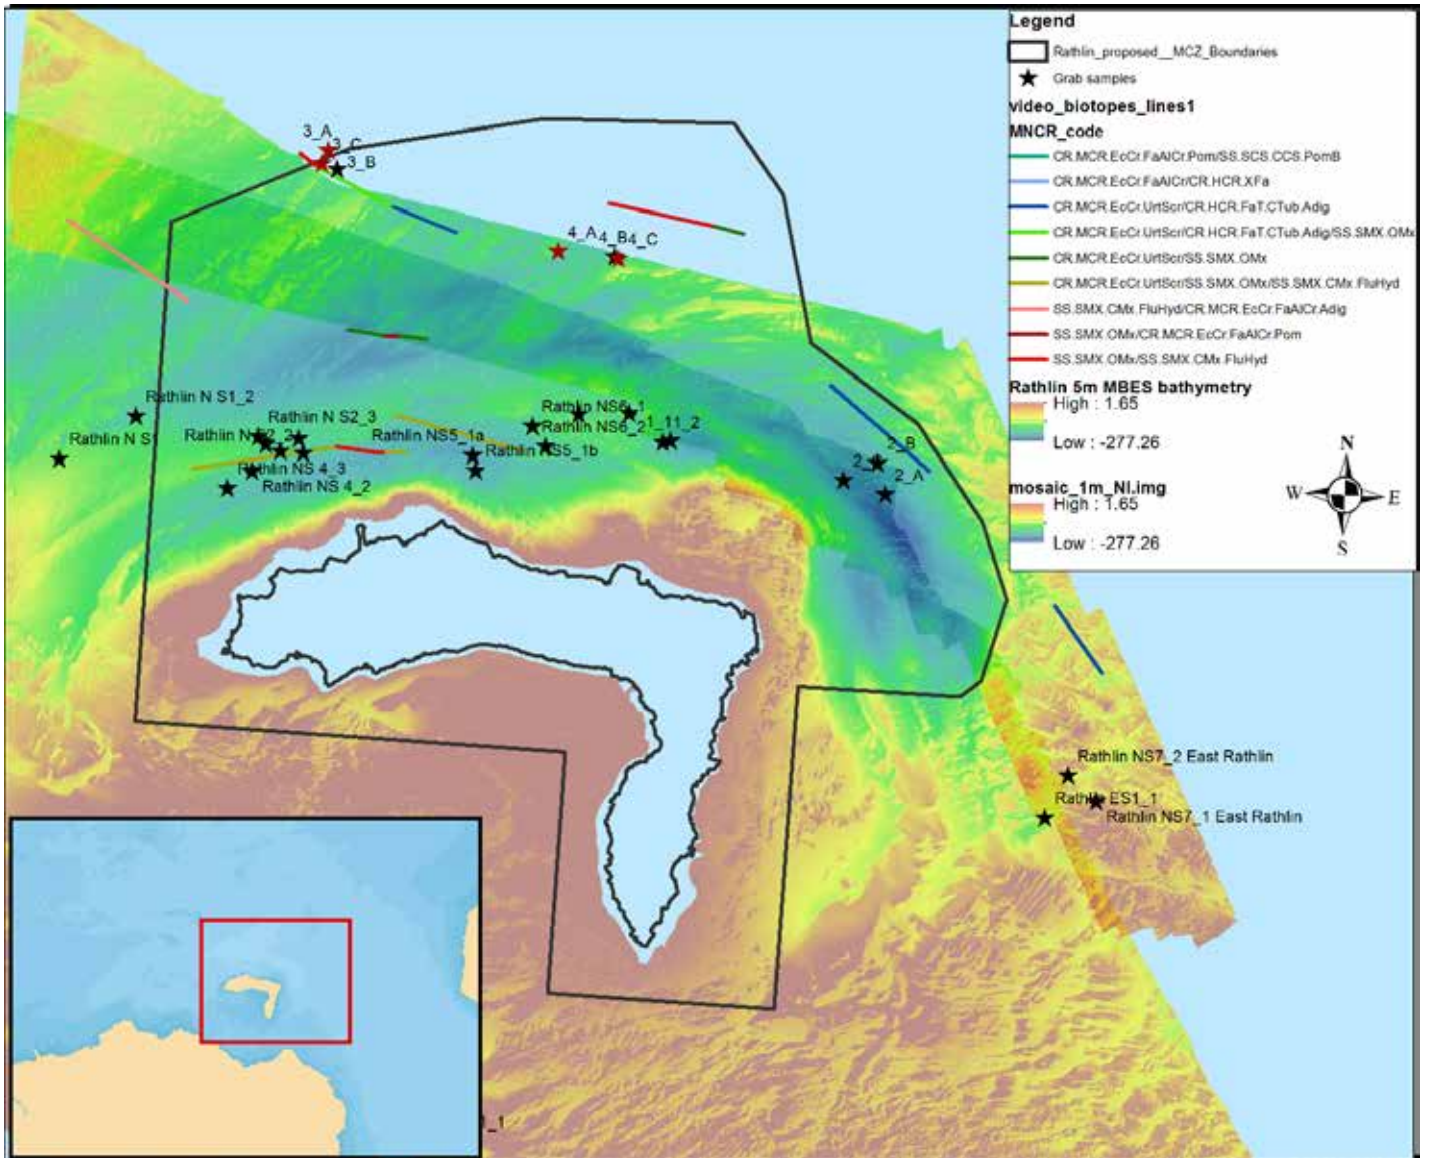 Legend
Rathlin_proposed__MCZ_Boundaries
Grab samples
video_biotopes_lines1
MNCR_code
CR.MCR.EcCr.FaAlCr.Pom/SS.SCS.CCS.PomB
CR.MCR.EcCr.FaAlCr/CR.HCR.XFa
CR.MCR.EcCr.UrtScr/CR.HCR.FaT.CTub.Adig
CR.MCR.EcCr.UrtScr/CR.HCR.FaT.CTub.Adig/SS.SMX.OMx
CR.MCR.EcCr.UrtScr/SS.SMX.OMx
CR.MCR.EcCr.UrtScr/SS.SMX.OMx/SS.SMX.CMx.FluHyd
SS.SMX.CMx.FluHyd/CR.MCR.EcCr.FaAlCr.Adig
SS.SMX.OMx/CR.MCR.EcCr.FaAlCr.Pom
SS.SMX.OMx/SS.SMX.CMx.FluHyd
Rathlin 5m MBES bathymetry
High : 1.65
Low : -277.26
mosaic_1m_NI.img
High : 1.65
Low : -277.26
N
W
E
S
3_A
3_C
3_B
4_A
4_B
4_C
Rathlin N S1_2
Rathlin N S1
Rathlin N S2_3
Rathlin NS 4_3
Rathlin NS 4_2
Rathlin NS5_1a
Rathlin NS5_1b
Rathlin NS6_1
Rathlin NS6_2
1_1
1_2
2_B
2_A
Rathlin NS7_2 East Rathlin
Rathlin ES1_1
Rathlin NS7_1 East Rathlin